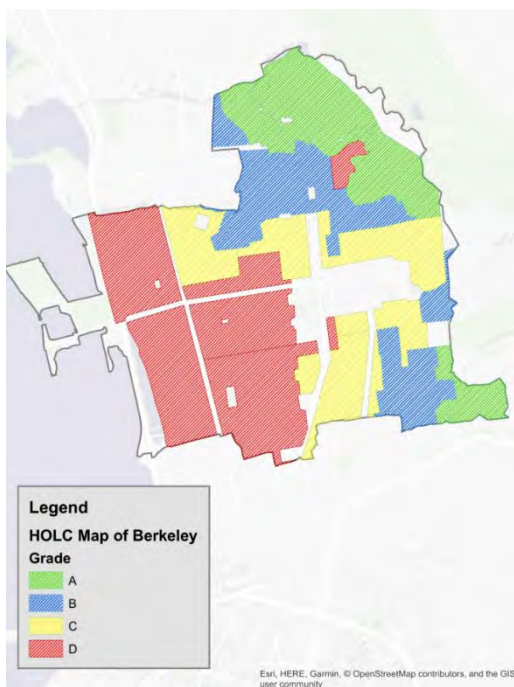 Legend
HOLC Map of Berkeley
Grade
A
B
C
D
Esri, HERE, Garmin, © OpenStreetMap contributors, and the GIS
user community